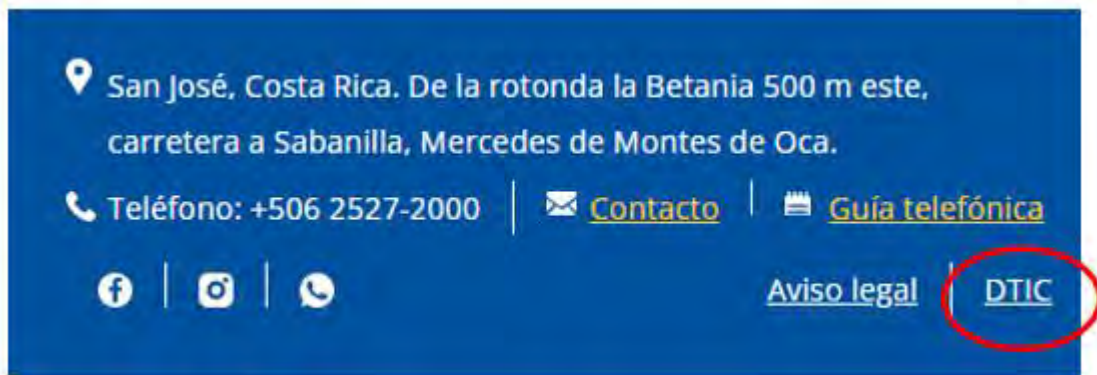 San José, Costa Rica. De la rotonda la Betania 500 m este,
carretera a Sabanilla, Mercedes de Montes de Oca.
Teléfono: +506 2527-2000 Contacto Guía telefónica
Aviso legal DTIC